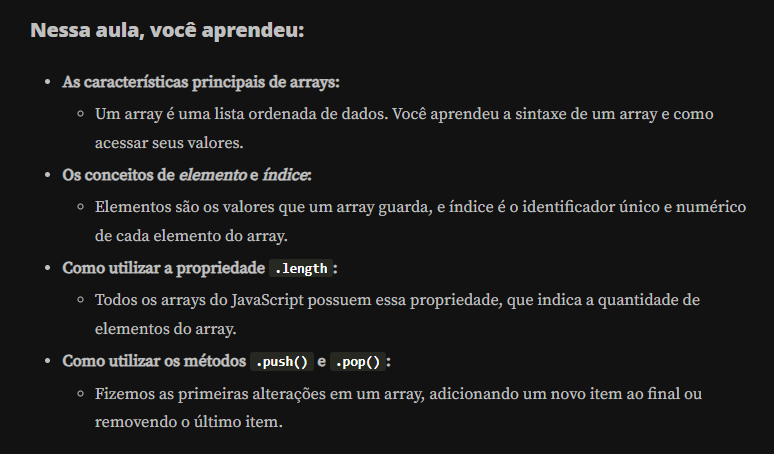 Nessa aula, você aprendeu:
• As características principais de arrays:
◦ Um array é uma lista ordenada de dados. Você aprendeu a sintaxe de um array e como
acessar seus valores.
• Os conceitos de elemento e índice:
◦ Elementos são os valores que um array guarda, e índice é o identificador único e numérico
de cada elemento do array.
• Como utilizar a propriedade .length:
◦ Todos os arrays do JavaScript possuem essa propriedade, que indica a quantidade de
elementos do array.
• Como utilizar os métodos .push() e .pop():
◦ Fizemos as primeiras alterações em um array, adicionando um novo item ao final ou
removendo o último item.